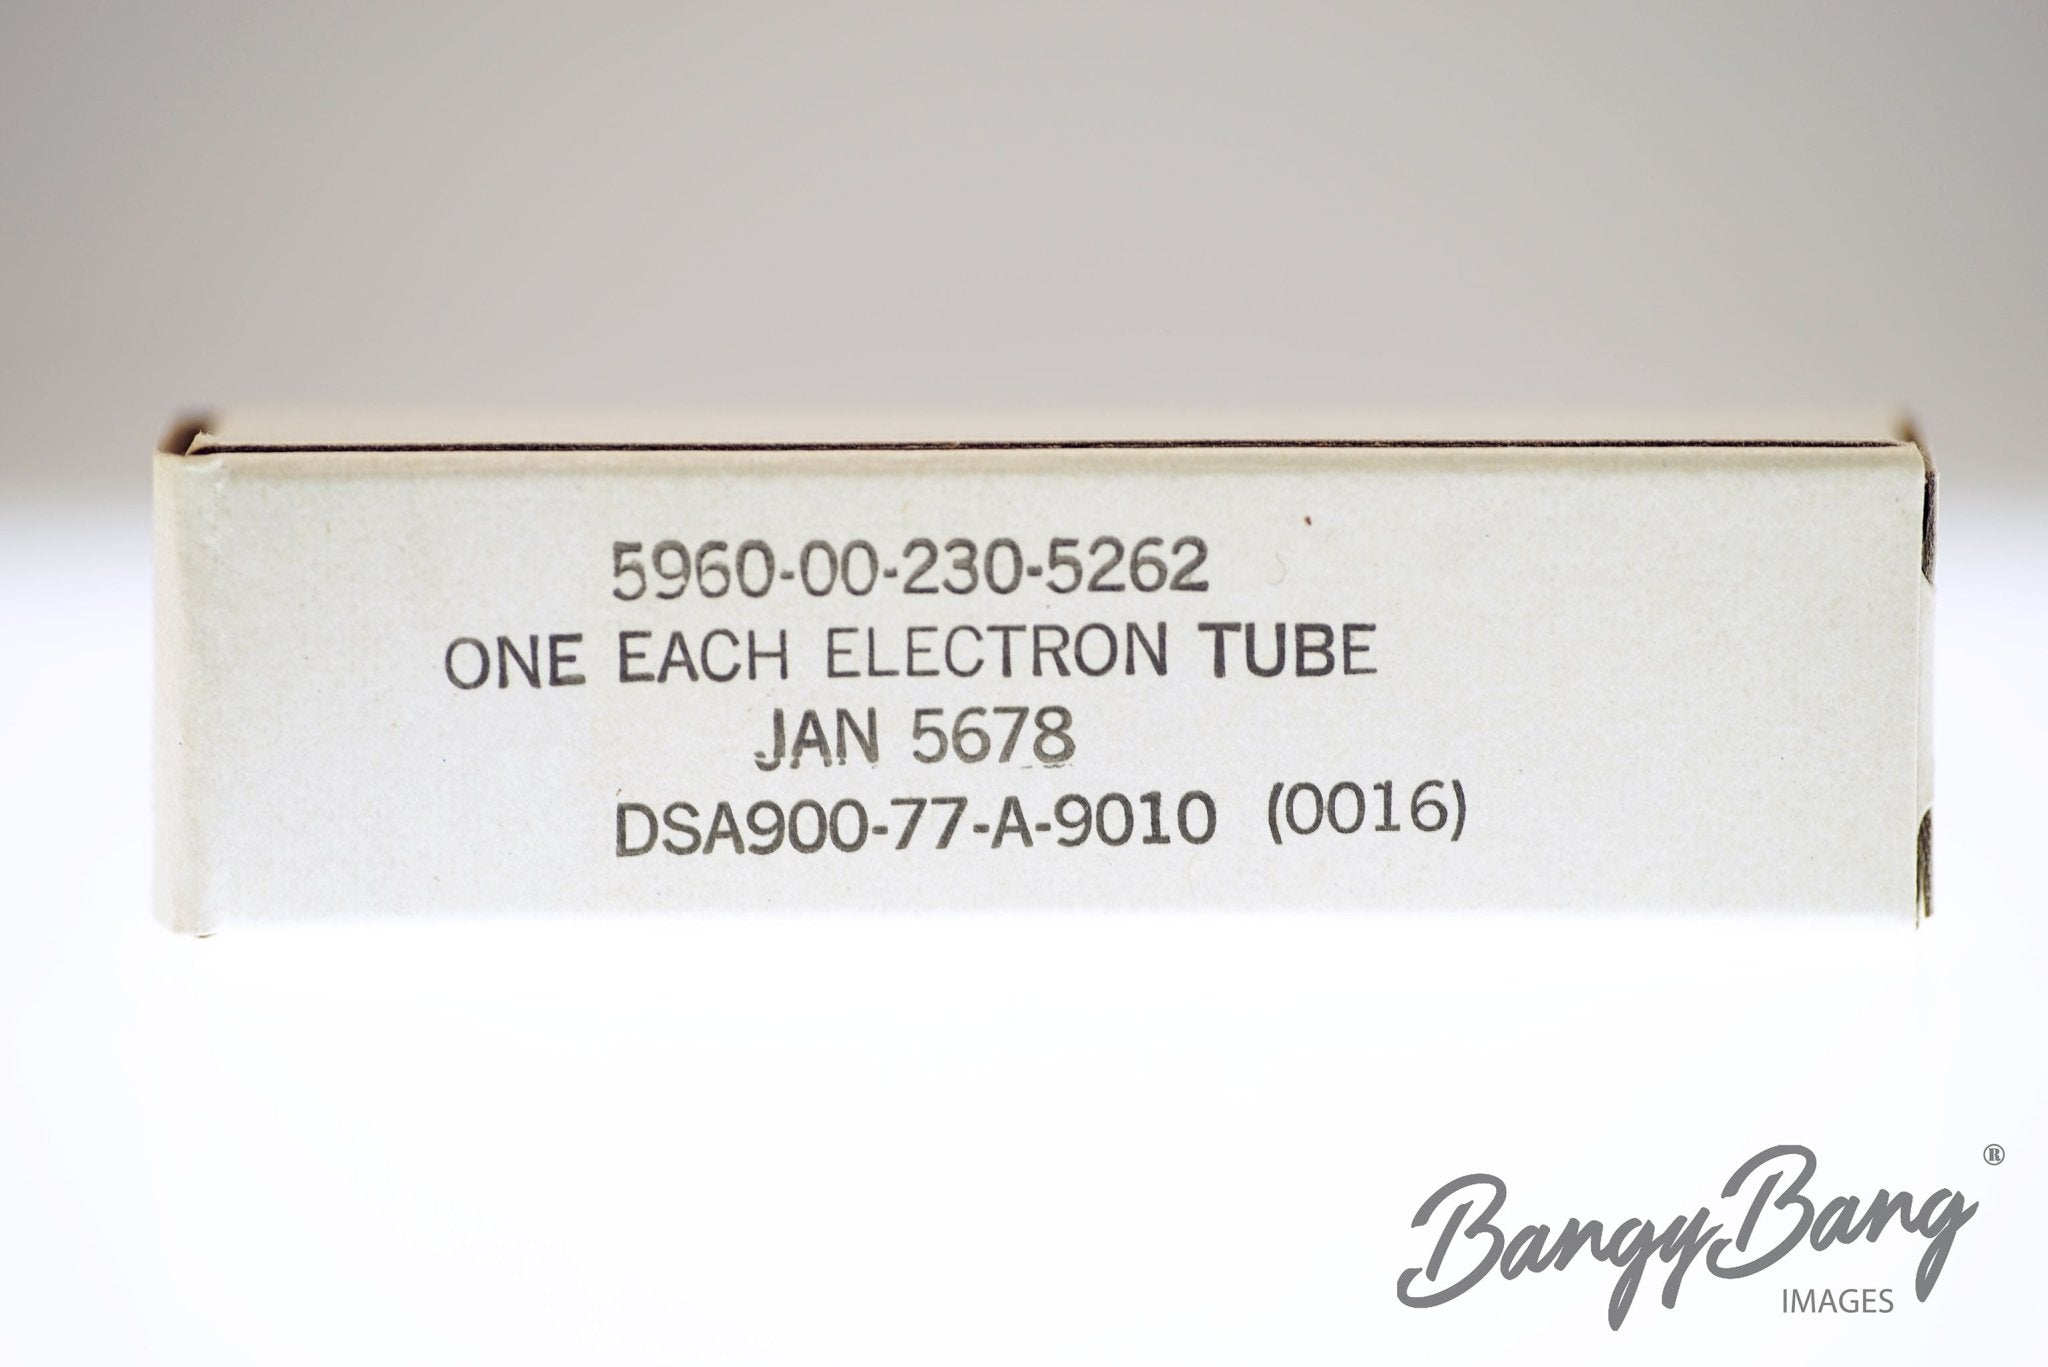 5960-00-230-5262
ONE EACH ELECTRON TUBE
JAN 5678
DSA900-77-A-9010 (0016)
BangyBang®
IMAGES